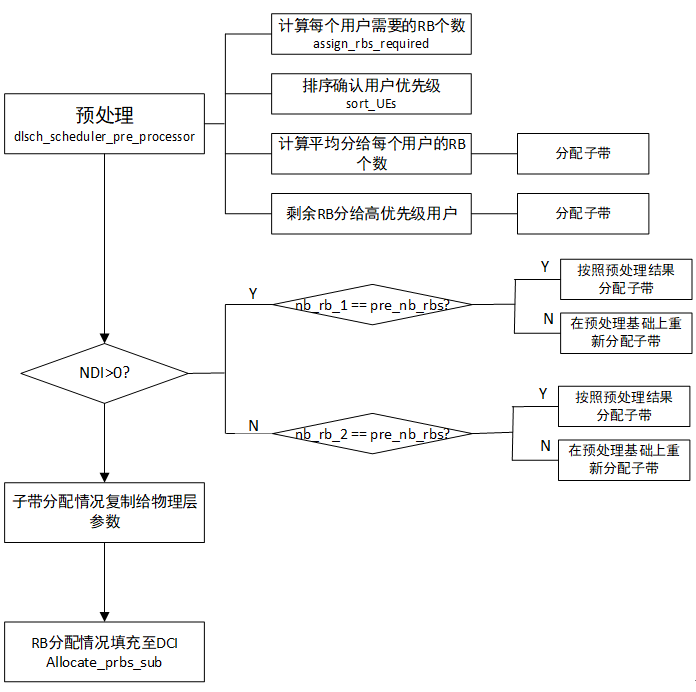 预处理
dlsch_scheduler_pre_processor
计算每个用户需要的RB个数
assign_rbs_required
排序确认用户优先级
sort_UEs
计算平均分给每个用户的RB
个数
分配子带
剩余RB分给高优先级用户
分配子带
NDI>0?
Y
nb_rb_1 == pre_nb_rbs?
Y
按照预处理结果
分配子带
N
在预处理基础上重
新分配子带
N
nb_rb_2 == pre_nb_rbs?
Y
按照预处理结果
分配子带
N
在预处理基础上重
新分配子带
子带分配情况复制给物理层
参数
RB分配情况填充至DCI
Allocate_prbs_sub